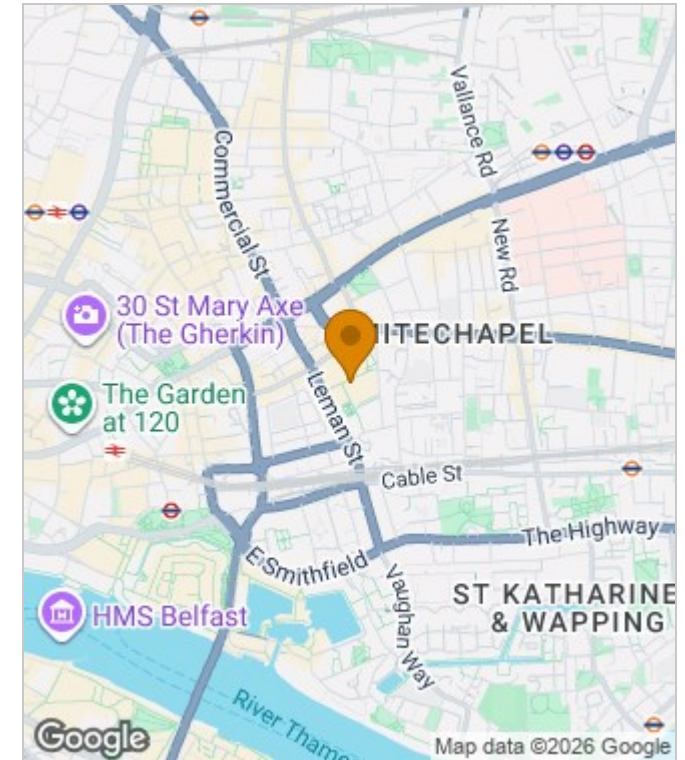 Vallance Rd
Commercial St
New Rd
30 St Mary Axe
(The Gherkin)
The Garden
at 120
Leman St
Cable St
The Highway
E Smithfield
ST KATHARINE
& WAPPING
HMS Belfast
Vaughan Way
River Thame
Google
Map data ©2026 Google